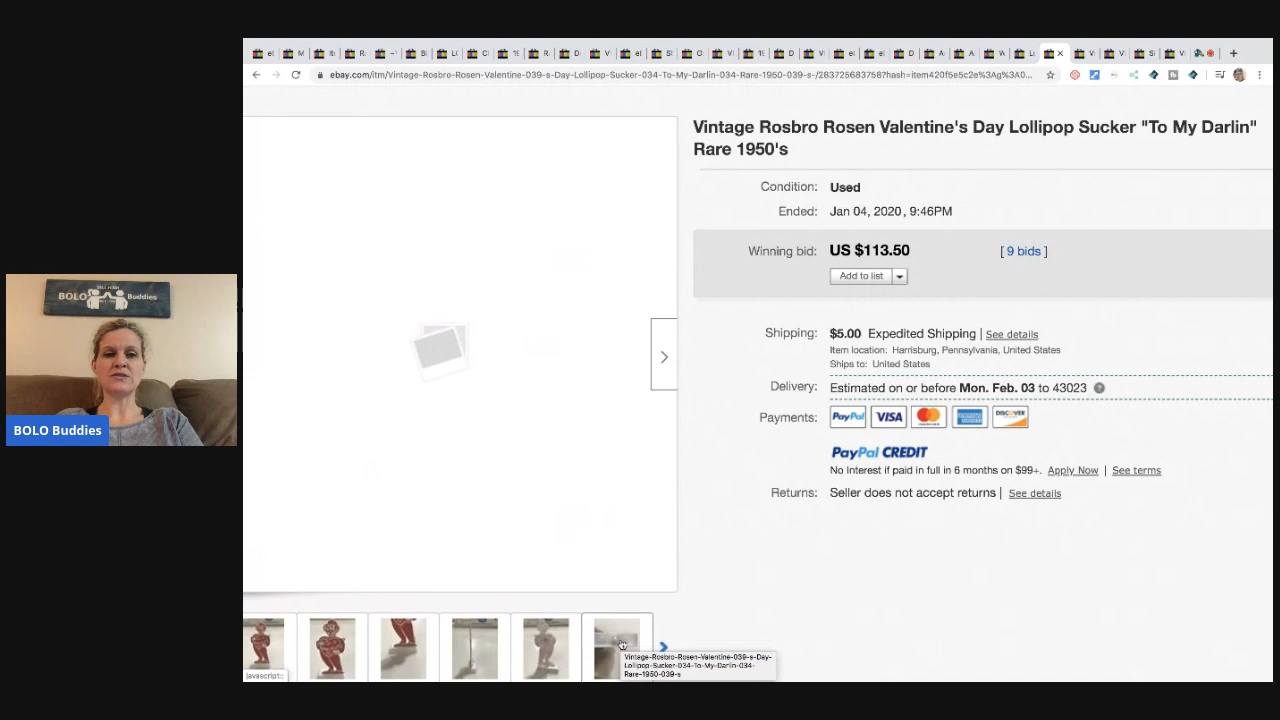 ebay.com/itm/Vintage-Rosbro-Rosen-Valentine-039-s-Day-Lollipop-Sucker-034-To-My-Darlin-034-Rare-1950-039-s-/283725683758?hash=item420f5e5c2e%3Ag%3A0...
Vintage Rosbro Rosen Valentine's Day Lollipop Sucker "To My Darlin"
Rare 1950's
Condition: Used
Ended: Jan 04, 2020 , 9:46PM
Winning bid: US $113.50 [ 9 bids ]
Add to list
Shipping: $5.00 Expedited Shipping | See details
Item location: Harrisburg, Pennsylvania, United States
Ships to: United States
Delivery: Estimated on or before Mon. Feb. 03 to 43023
Payments: PayPal VISA DISCOVER
PayPal CREDIT
No Interest if paid in full in 6 months on $99+. Apply Now | See terms
Returns: Seller does not accept returns | See details
BOLO Buddies
BOLO Buddies
Vintage-Rosbro-Rosen-Valentine-039-s-Day-
Lollipop-Sucker-034-To-My-Darlin-034-
Rare-1950-039-s
javascript:;